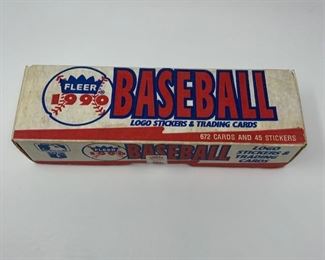 FLEER
1990
BASEBALL
LOGO STICKERS & TRADING CARDS
672 CARDS AND 45 STICKERS
FLEER
1990
BASEBALL
LOGO
STICKERS &
TRADING
CARDS